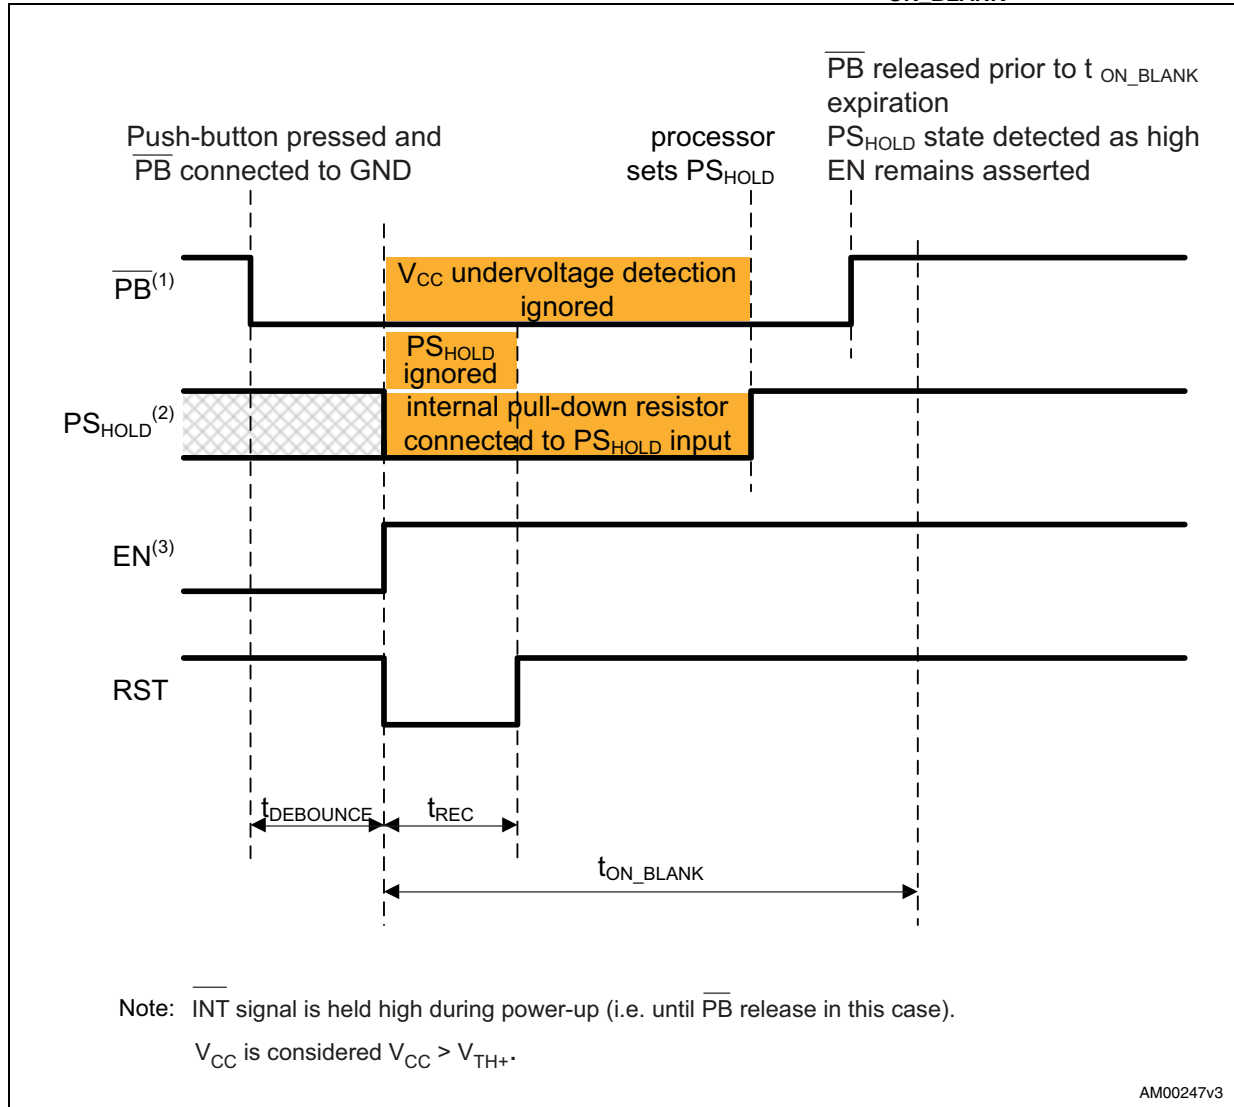 Push-button pressed and
PB connected to GND
processor
sets PSHOLD
PB released prior to t ON_BLANK
expiration
PSHOLD state detected as high
EN remains asserted
PB(1)
VCC undervoltage detection
ignored
PSHOLD
ignored
PSHOLD(2)
internal pull-down resistor
connected to PSHOLD input
EN(3)
RST
tDEBOUNCE
tREC
tON_BLANK
Note: INT signal is held high during power-up (i.e. until PB release in this case).
VCC is considered VCC > VTH+.
AM00247v3